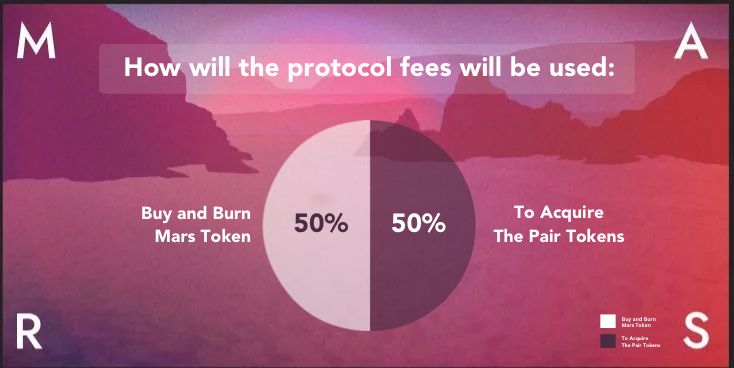 M
A
How will the protocol fees will be used:
Buy and Burn
Mars Token
50%
50%
To Acquire
The Pair Tokens
R
S
Buy and Burn
Mars Token
To Acquire
The Pair Tokens